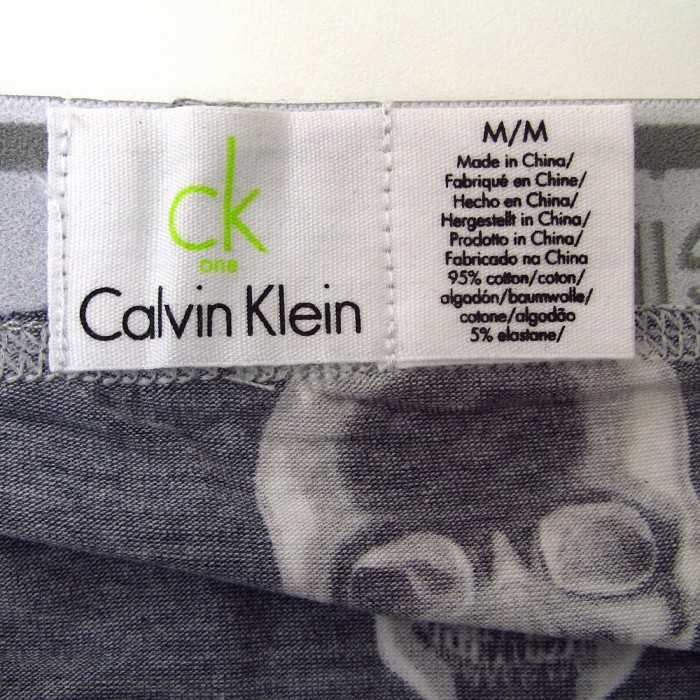 ck
one
Calvin Klein
M/M
Made in China/
Fabriqué en Chine/
Hecho en China/
Hergestellt in China/
Prodotto in China/
Fabricado na China
95% cotton/coton/
algodón/baumwolle/
cotone/algodão
5% elastane/